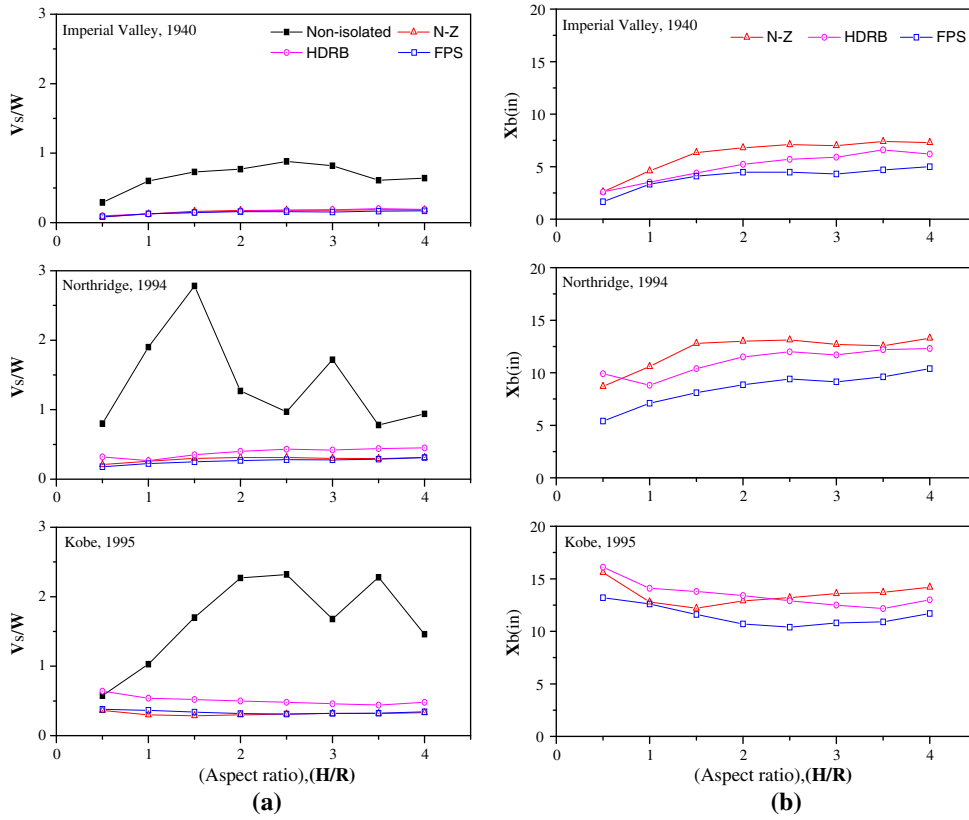 Imperial Valley, 1940
Non-isolated
N-Z
HDRB
FPS
Vs/W
3
2
1
0
0
1
2
3
4
Northridge, 1994
Vs/W
3
2
1
0
0
1
2
3
4
Kobe, 1995
Vs/W
3
2
1
0
0
1
2
3
4
(Aspect ratio),(H/R)
(a)
Imperial Valley, 1940
N-Z
HDRB
FPS
Xb(in)
20
15
10
5
0
0
1
2
3
4
Northridge, 1994
Xb(in)
20
15
10
5
0
0
1
2
3
4
Kobe, 1995
Xb(in)
20
15
10
5
0
0
1
2
3
4
(Aspect ratio),(H/R)
(b)